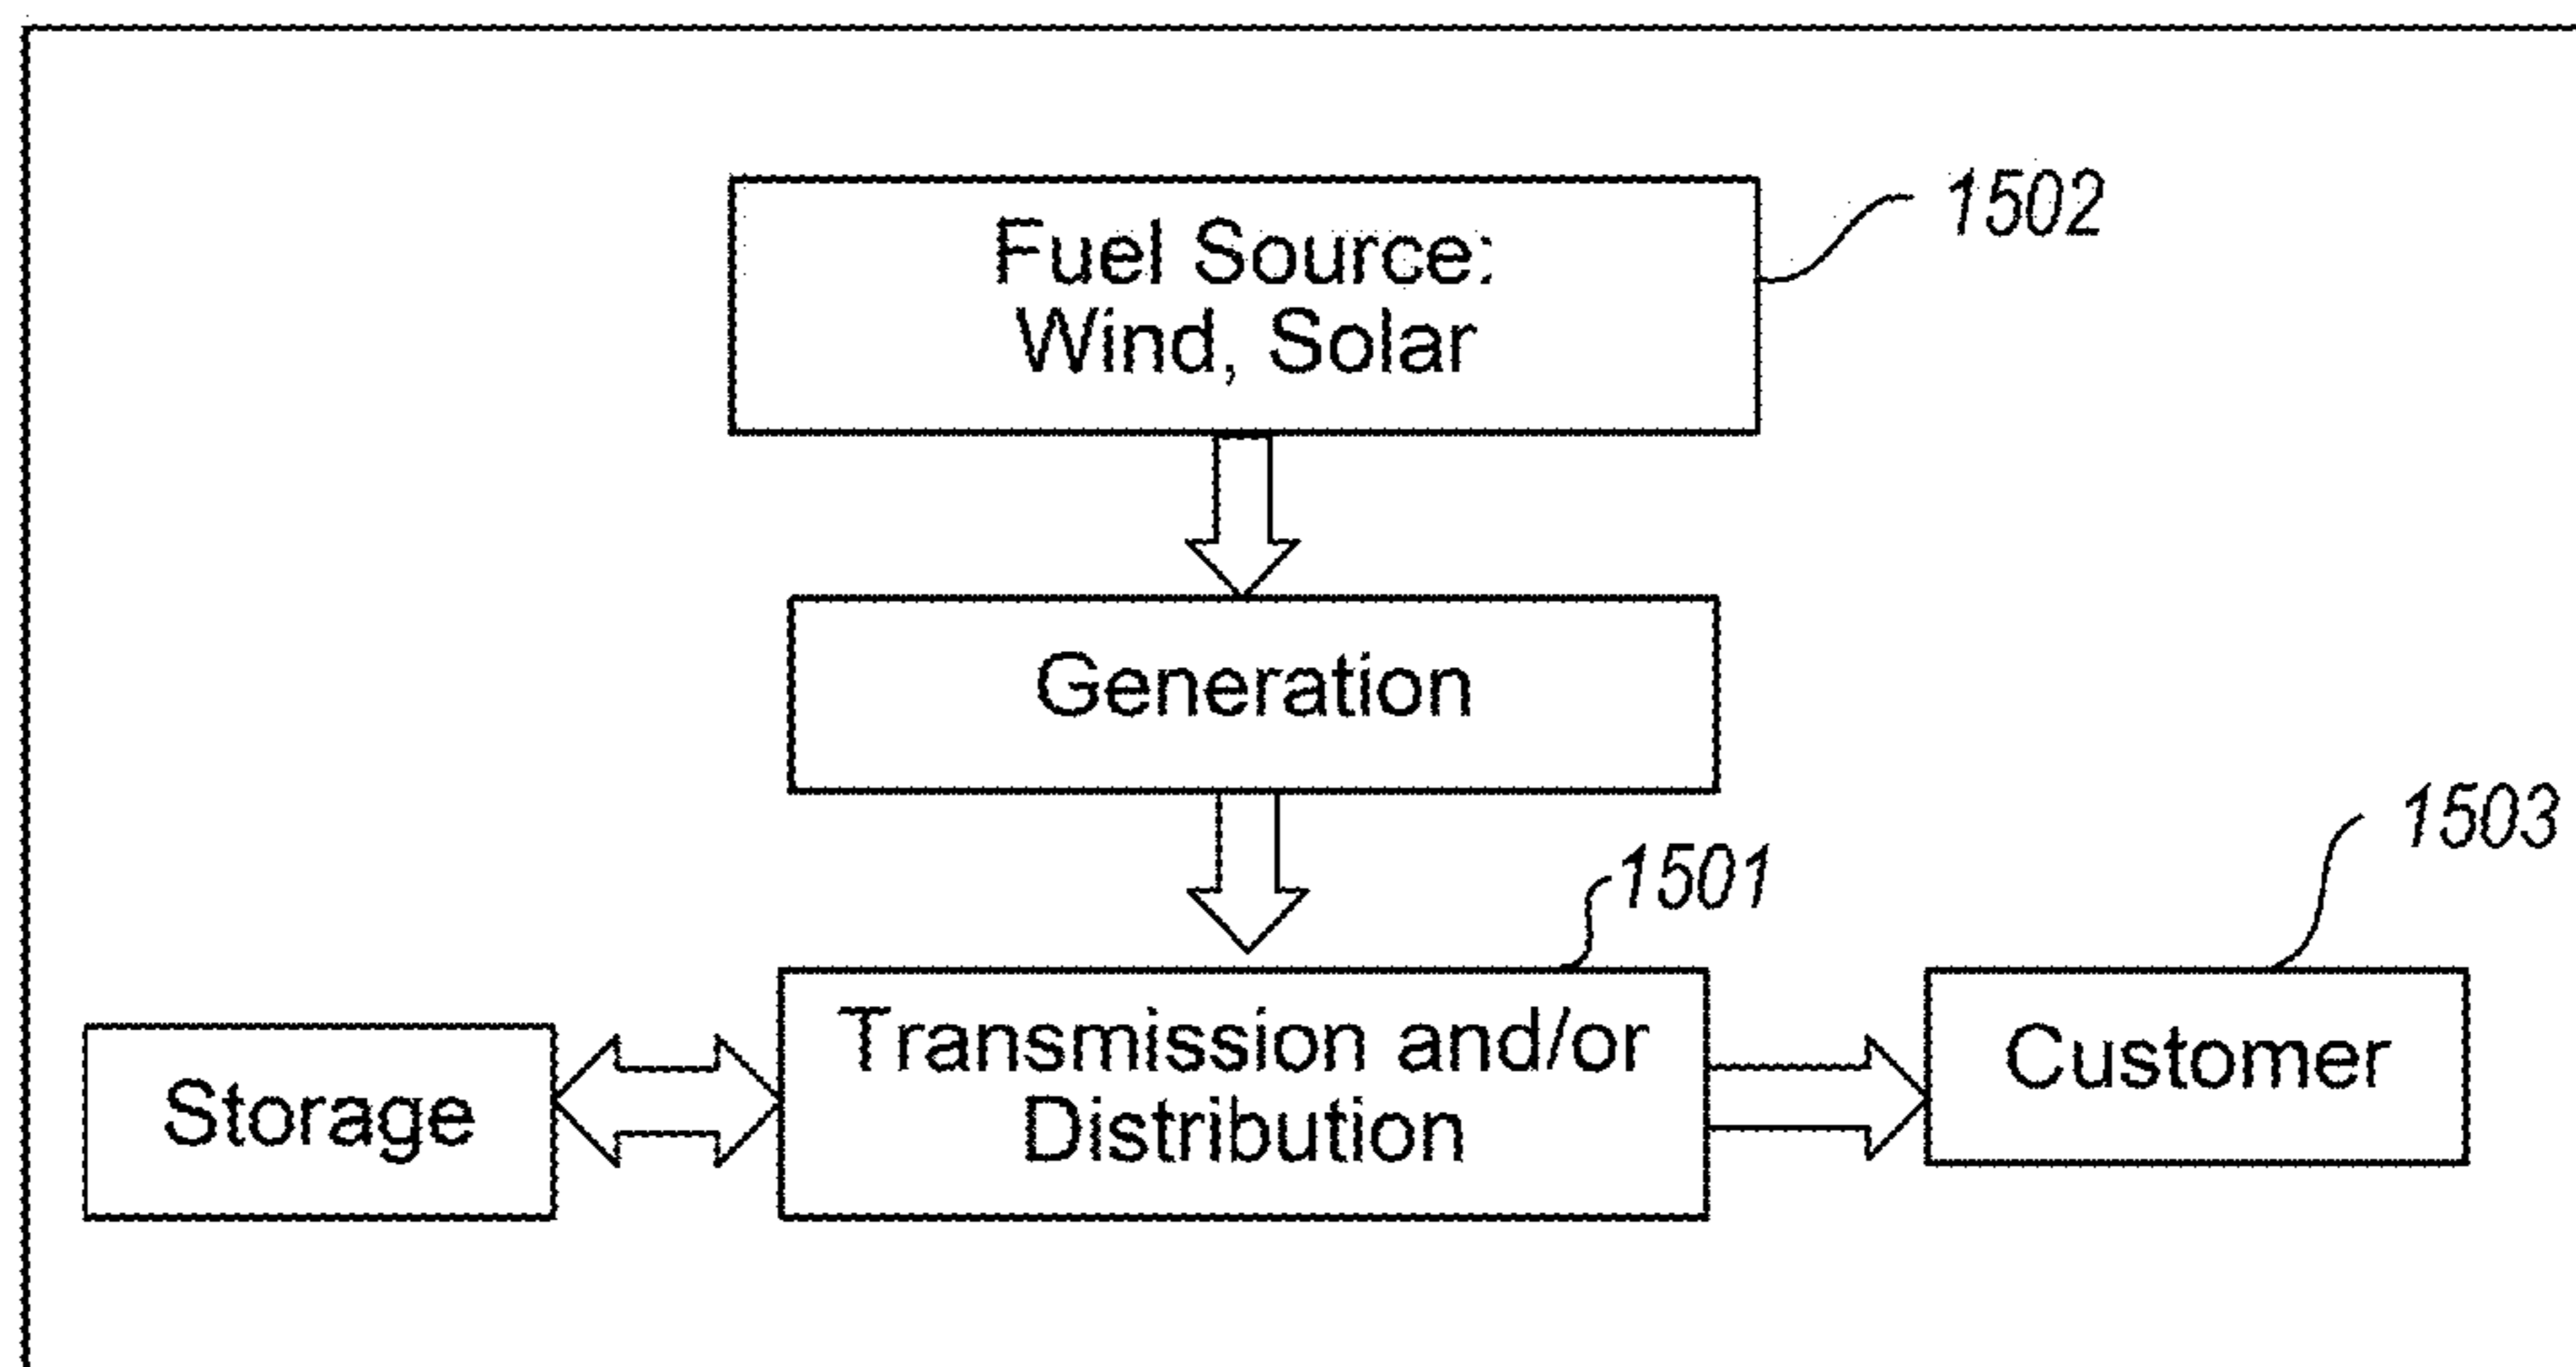 Fuel Source:
Wind, Solar
1502
Generation
1501
1503
Storage
Transmission and/or
Distribution
Customer